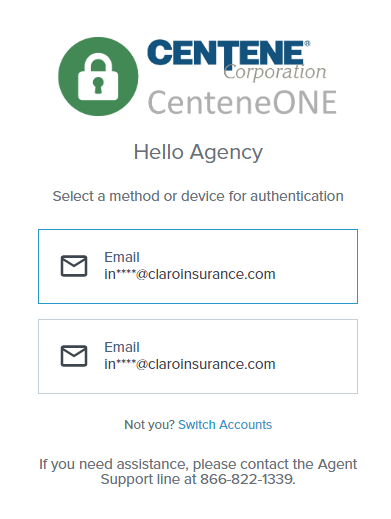 CENTENE®
Corporation
CenteneONE
Hello Agency
Select a method or device for authentication
Email
in****@claroinsurance.com
Email
in****@claroinsurance.com
Not you? Switch Accounts
If you need assistance, please contact the Agent
Support line at 866-822-1339.